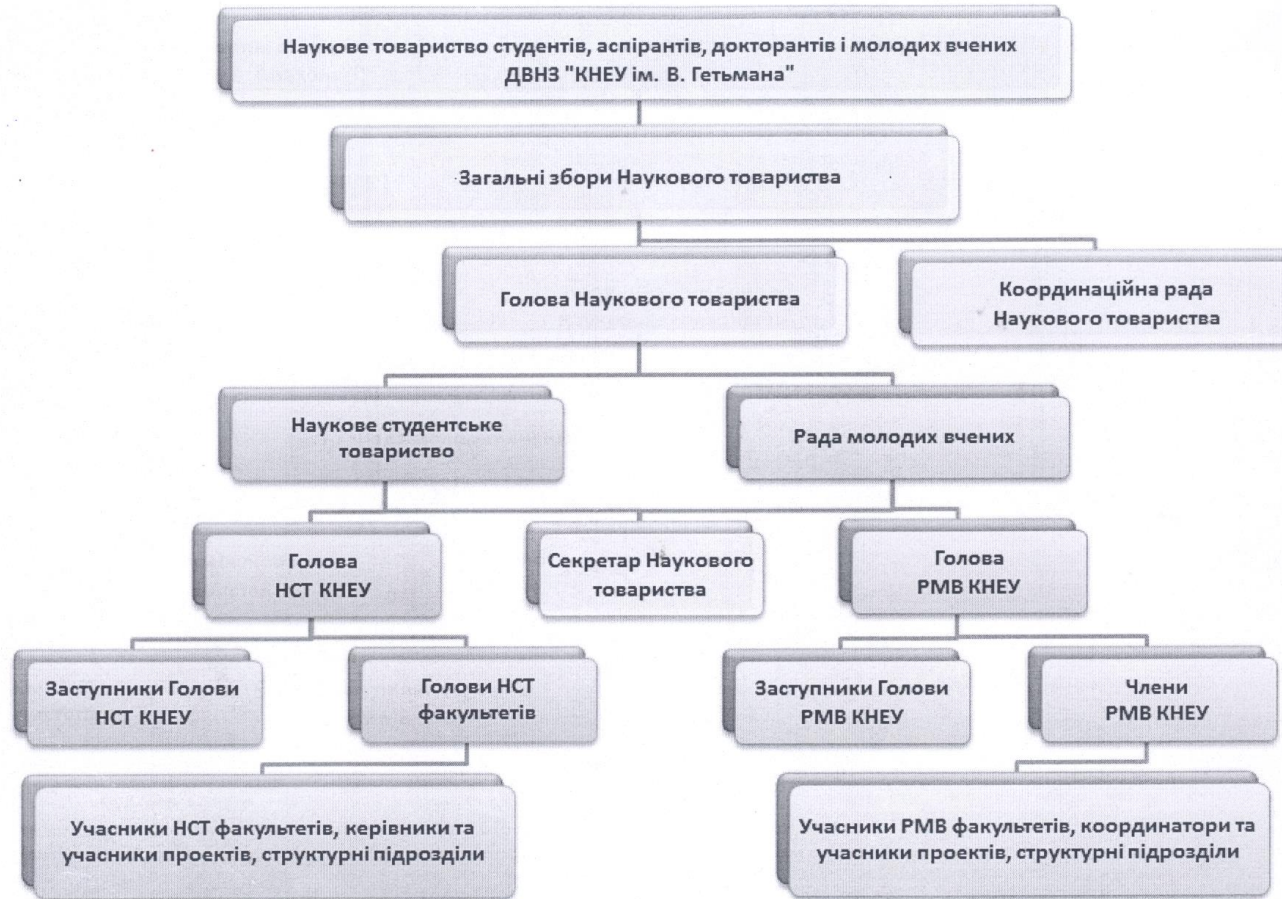 Наукове товариство студентів, аспірантів, докторантів і молодих вчених
ДВНЗ "КНЕУ ім. В. Гетьмана"
Загальні збори Наукового товариства
Голова Наукового товариства
Координаційна рада
Наукового товариства
Наукове студентське
товариство
Рада молодих вчених
Голова
НСТ КНЕУ
Секретар Наукового
товариства
Голова
РМВ КНЕУ
Заступники Голови
НСТ КНЕУ
Голови НСТ
факультетів
Заступники Голови
РМВ КНЕУ
Члени
РМВ КНЕУ
Учасники НСТ факультетів, керівники та
учасники проектів, структурні підрозділи
Учасники РМВ факультетів, координатори та
учасники проектів, структурні підрозділи